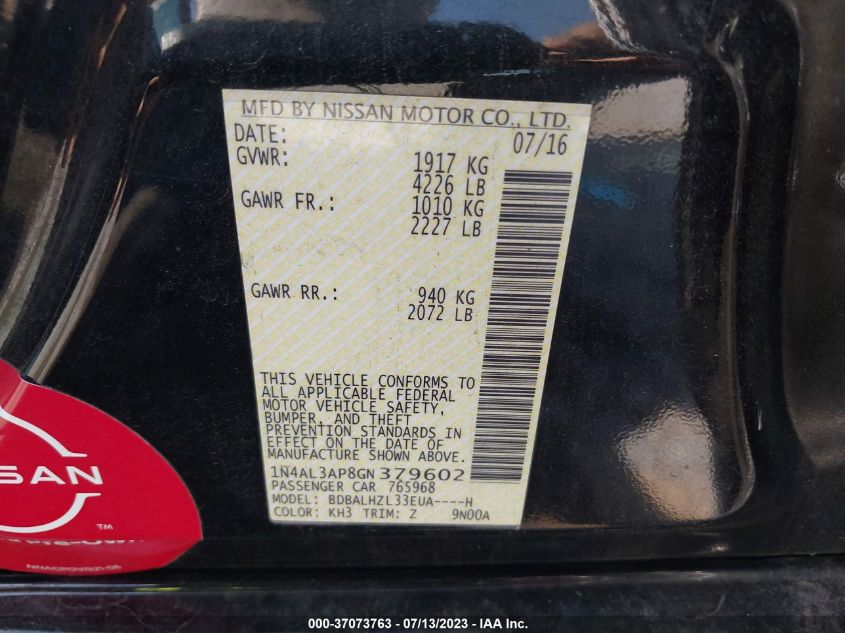 MFD BY NISSAN MOTOR CO., LTD.
DATE: 07/16
GVWR: 1917 KG
4226 LB
GAWR FR.: 1010 KG
2227 LB
GAWR RR.: 940 KG
2072 LB
THIS VEHICLE CONFORMS TO
ALL APPLICABLE FEDERAL
MOTOR VEHICLE SAFETY,
BUMPER, AND THEFT
PREVENTION STANDARDS IN
EFFECT ON THE DATE OF
MANUFACTURE SHOWN ABOVE.
1N4AL3AP8GN379602
PASSENGER CAR 765968
MODEL: BDBALHZL33EUA----H
COLOR: KH3 TRIM: Z 9N00A
SSAN
TM
000-37073763 - 07/13/2023 - IAA Inc.